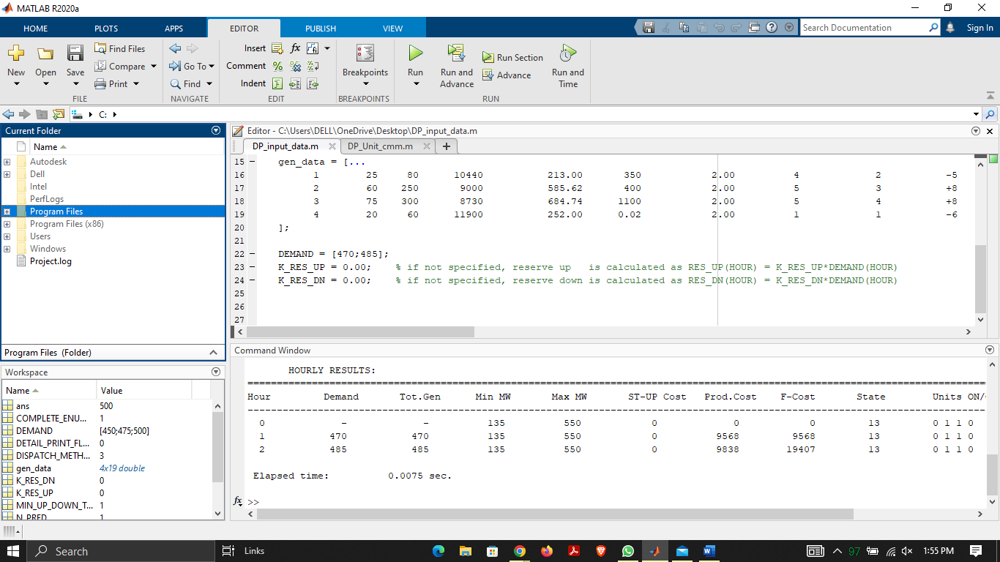 MATLAB R2020a
HOME PLOTS APPS EDITOR PUBLISH VIEW Search Documentation Sign In
New Open Save Find Files Compare Print Go To Find Insert Comment Indent Breakpoints Run Run and Advance Run Section Advance Run and Time
FILE NAVIGATE EDIT BREAKPOINTS RUN
C:
Current Folder
Name
Autodesk
Dell
Intel
PerfLogs
Program Files
Program Files (x86)
Users
Windows
Project.log
Program Files (Folder)
Workspace
Name Value
ans 500
COMPLETE_ENU... 1
DEMAND [450;475;500]
DETAIL_PRINT_FL... 0
DISPATCH_METH... 3
gen_data 4x19 double
K_RES_DN 0
K_RES_UP 0
MIN_UP_DOWN_T... 1
N_PRED 1
Editor - C:\Users\DELL\OneDrive\Desktop\DP_input_data.m
DP_input_data.m DP_Unit_cmm.m
15 gen_data = [...
16 1 25 80 10440 213.00 350 2.00 4 2 -5
17 2 60 250 9000 585.62 400 2.00 5 3 +8
18 3 75 300 8730 684.74 1100 2.00 5 4 +8
19 4 20 60 11900 252.00 0.02 2.00 1 1 -6
20 ];
21
22 DEMAND = [470;485];
23 K_RES_UP = 0.00; % if not specified, reserve up is calculated as RES_UP(HOUR) = K_RES_UP*DEMAND(HOUR)
24 K_RES_DN = 0.00; % if not specified, reserve down is calculated as RES_DN(HOUR) = K_RES_DN*DEMAND(HOUR)
25
26
27
Command Window
HOURLY RESULTS:
Hour Demand Tot.Gen Min MW Max MW ST-UP Cost Prod.Cost F-Cost State Units ON/
0 - - 135 550 0 0 0 13 0 1 1 0
1 470 470 135 550 0 9568 9568 13 0 1 1 0
2 485 485 135 550 0 9838 19407 13 0 1 1 0
Elapsed time: 0.0075 sec.
fx >>
Search Links 97 1:55 PM